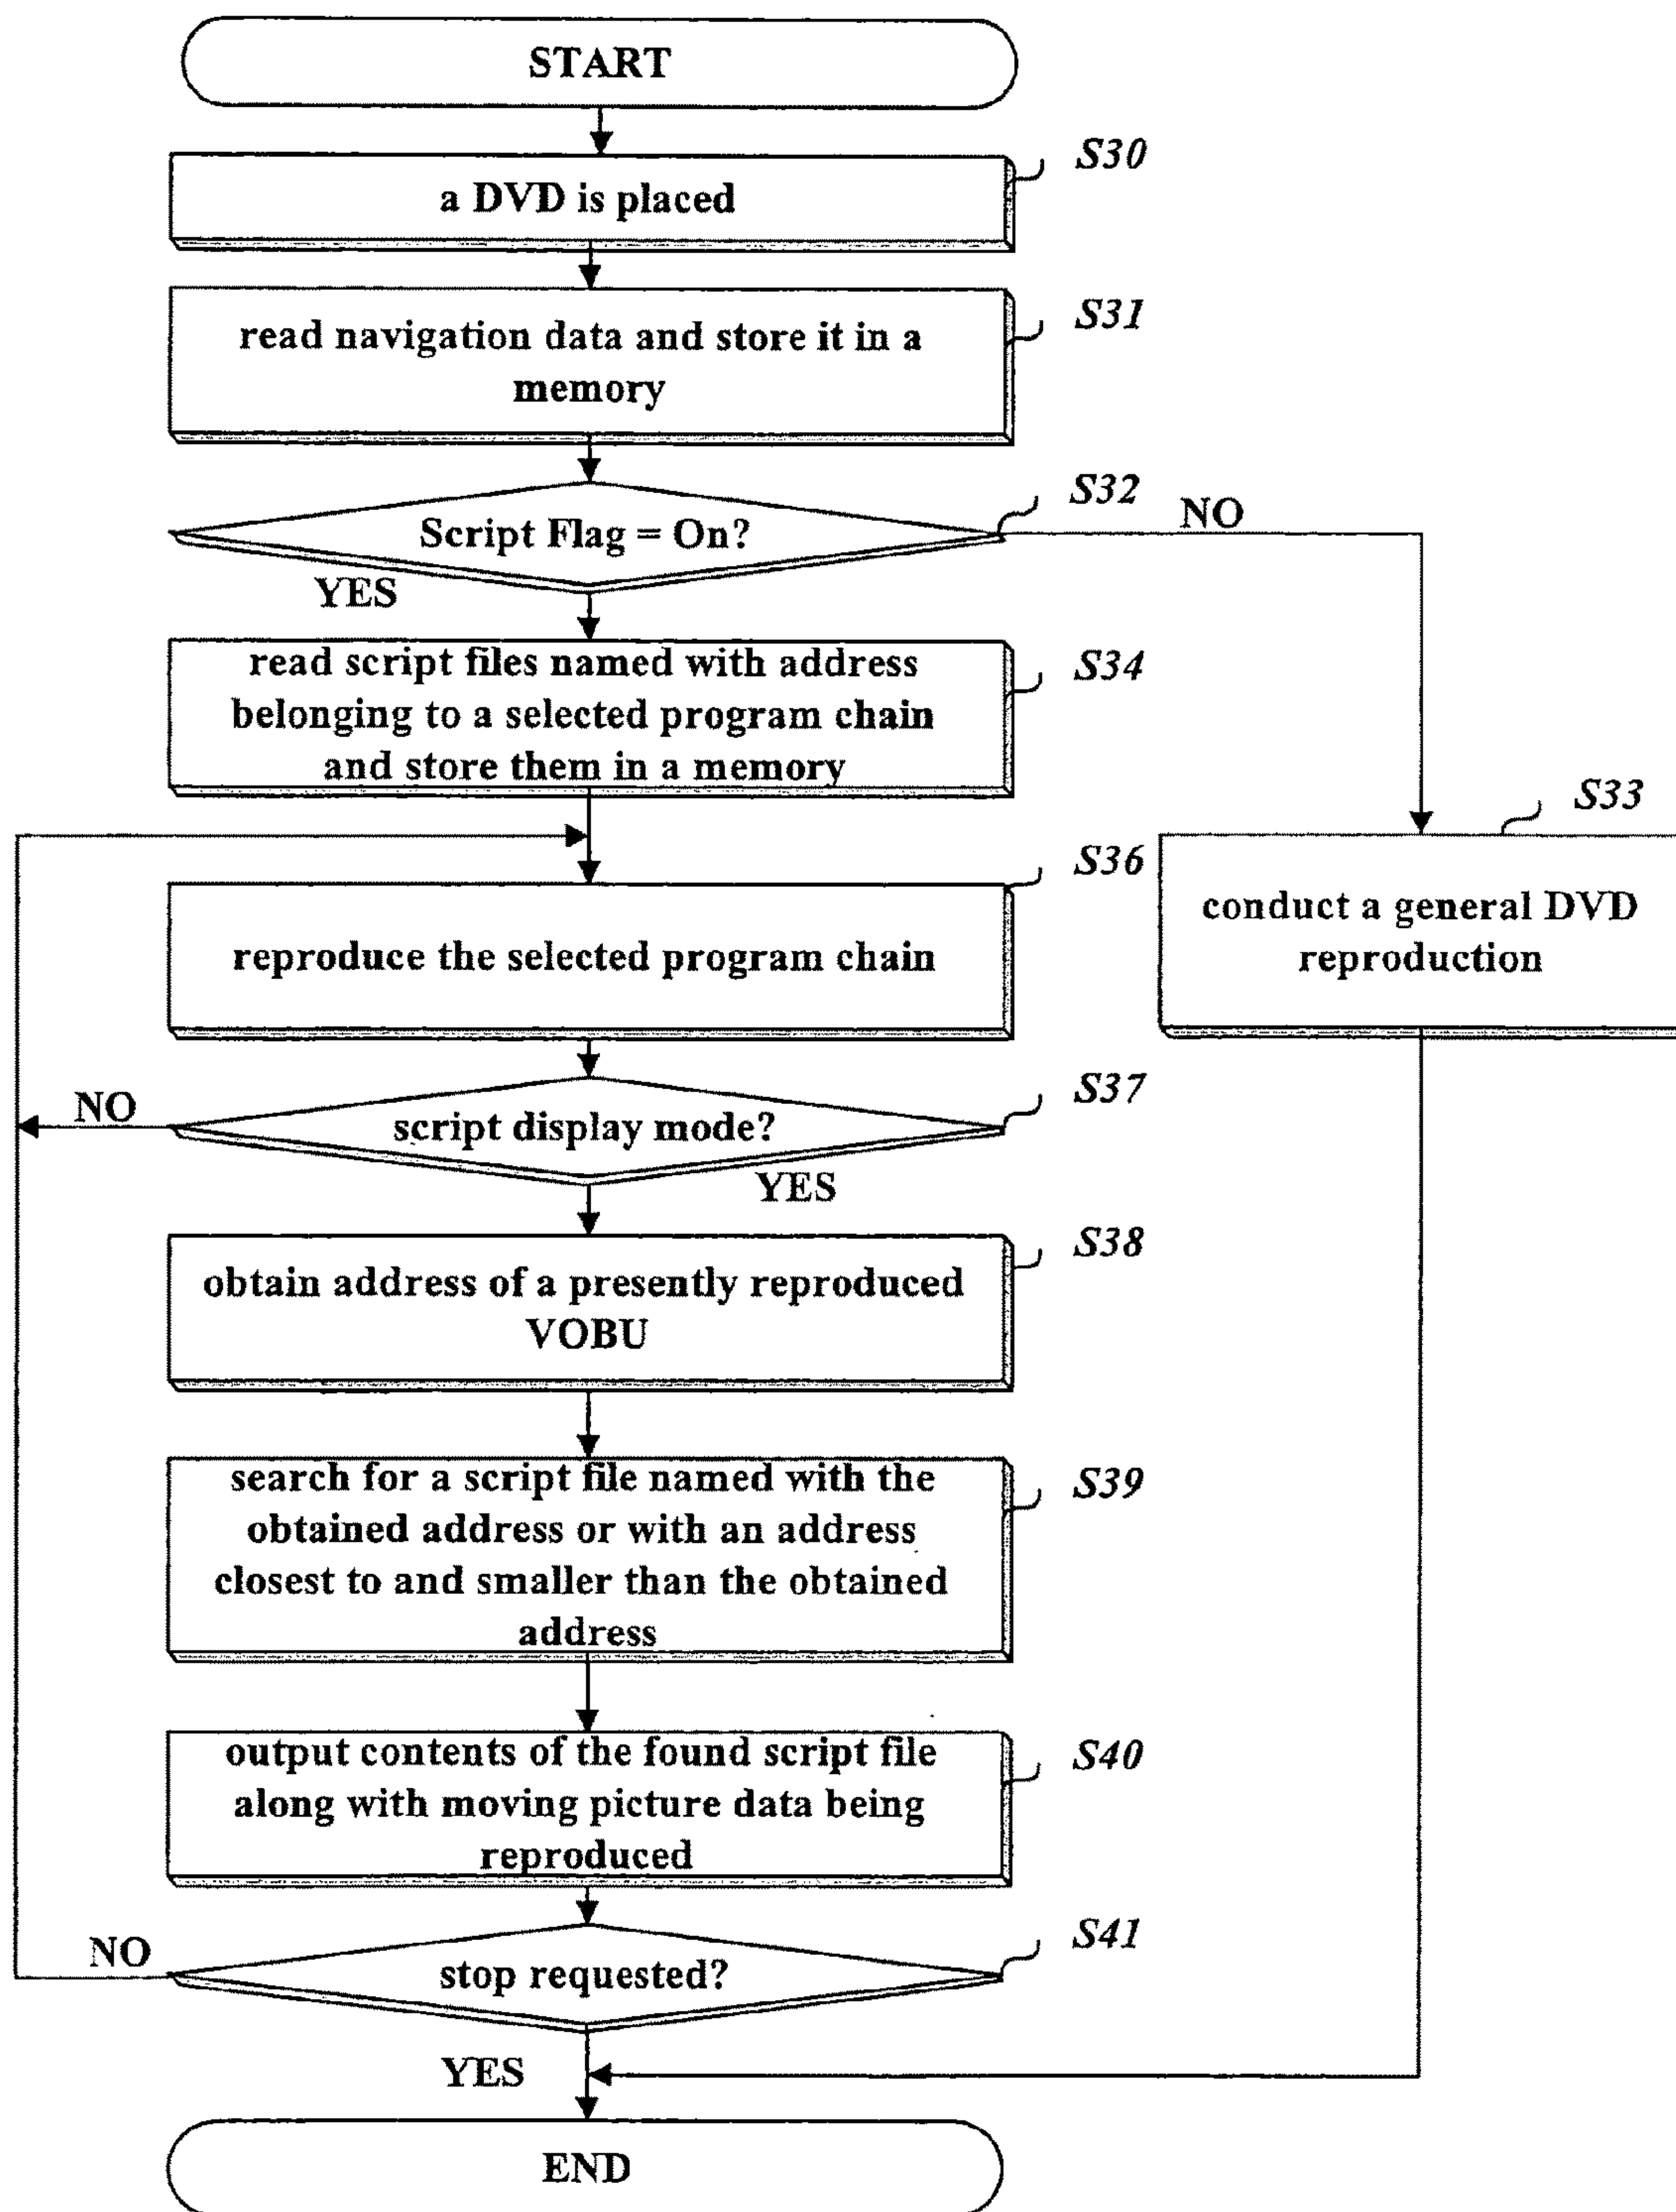 START
S30
a DVD is placed
S31
read navigation data and store it in a
memory
S32
NO
Script Flag = On?
YES
read script files named with address
belonging to a selected program chain
and store them in a memory
S34
S33
S36
conduct a general DVD
reproduction
reproduce the selected program chain
S37
NO
script display mode?
YES
S38
obtain address of a presently reproduced
VOBU
search for a script file named with the
obtained address or with an address
closest to and smaller than the obtained
address
S39
output contents of the found script file
along with moving picture data being
reproduced
S40
S41
NO
stop requested?
YES
END